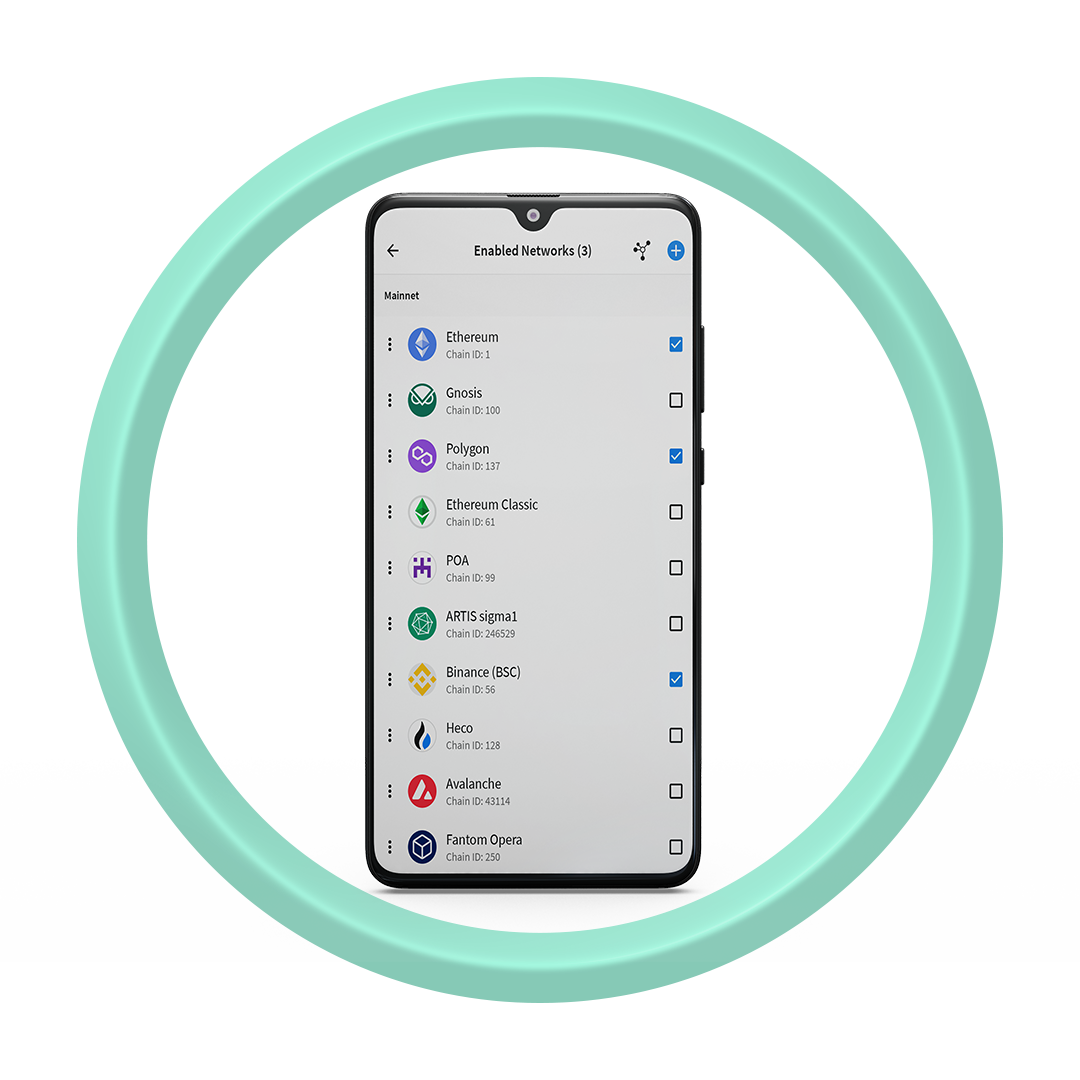 Enabled Networks (3)
Mainnet
Ethereum
Chain ID: 1
Gnosis
Chain ID: 100
Polygon
Chain ID: 137
Ethereum Classic
Chain ID: 61
POA
Chain ID: 99
ARTIS sigma1
Chain ID: 246529
Binance (BSC)
Chain ID: 56
Heco
Chain ID: 128
Avalanche
Chain ID: 43114
Fantom Opera
Chain ID: 250